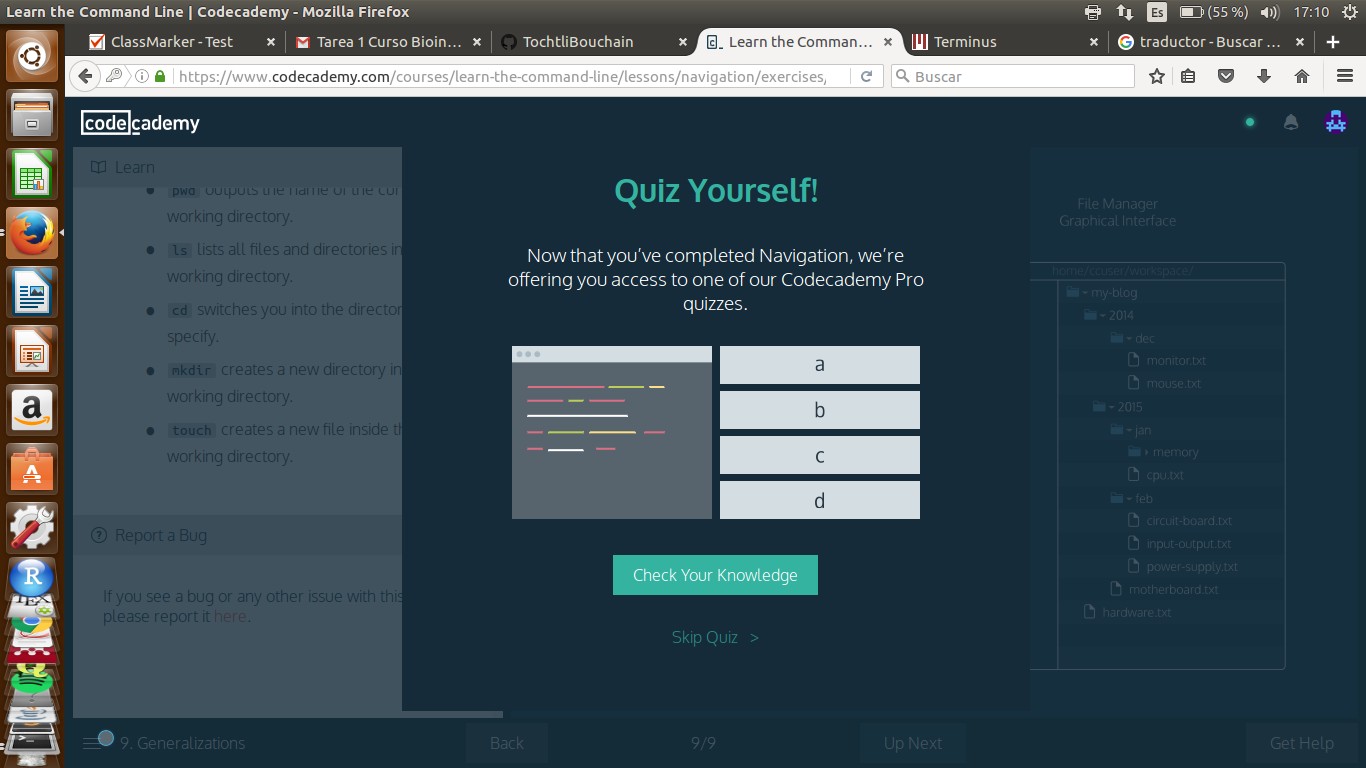 Learn the Command Line | Codecademy - Mozilla Firefox
Es
(55 %)
17:10
ClassMarker - Test
Tarea 1 Curso Bioin...
TochtliBouchain
Learn the Comman...
Terminus
traductor - Buscar ...
https://www.codecademy.com/courses/learn-the-command-line/lessons/navigation/exercises,
Buscar
codecademy
Learn
pwd outputs the name of the cur
working directory.
ls lists all files and directories in
working directory.
cd switches you into the director
specify.
mkdir creates a new directory in
working directory.
touch creates a new file inside th
working directory.
Report a Bug
If you see a bug or any other issue with this
please report it here.
Quiz Yourself!
Now that you've completed Navigation, we're
offering you access to one of our Codecademy Pro
quizzes.
a
b
c
d
Check Your Knowledge
Skip Quiz >
File Manager
Graphical Interface
home/ccuser/workspace/
my-blog
2014
dec
monitor.txt
mouse.txt
2015
jan
memory
cpu.txt
feb
circuit-board.txt
input-output.txt
power-supply.txt
motherboard.txt
hardware.txt
9. Generalizations
Back
9/9
Up Next
Get Help